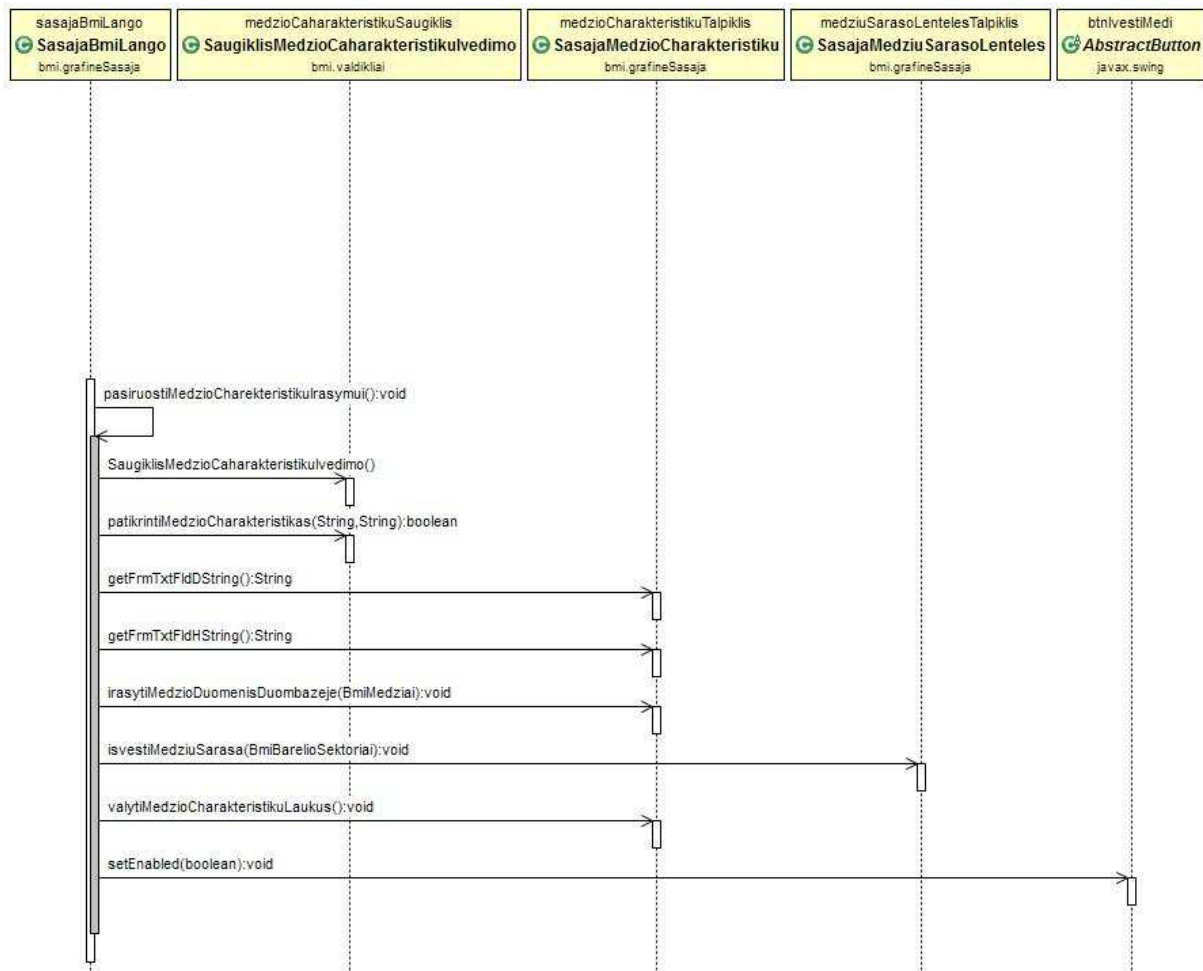 sasajaBmiLango
SasajaBmiLango
bmi.grafineSasaja
medzioCaharakteristikuSaugiklis
SaugiklisMedzioCaharakteristikuIvedimo
bmi.valdikliai
medzioCharakteristikuTalpiklis
SasajaMedzioCharakteristiku
bmi.grafineSasaja
medziuSarasoLentelesTalpiklis
SasajaMedziuSarasoLenteles
bmi.grafineSasaja
btnIvestiMedi
AbstractButton
javax.swing
pasiruostiMedzioCharekteristikuIrasymui():void
SaugiklisMedzioCaharakteristikuIvedimo()
patikrintiMedzioCharakteristikas(String,String):boolean
getFrmTxtFldDString():String
getFrmTxtFldHString():String
irasytiMedzioDuomenisDuombazeje(BmiMedziai):void
isvestiMedziuSarasa(BmiBarelioSektoriai):void
valytiMedzioCharakteristikuLaukus():void
setEnabled(boolean):void